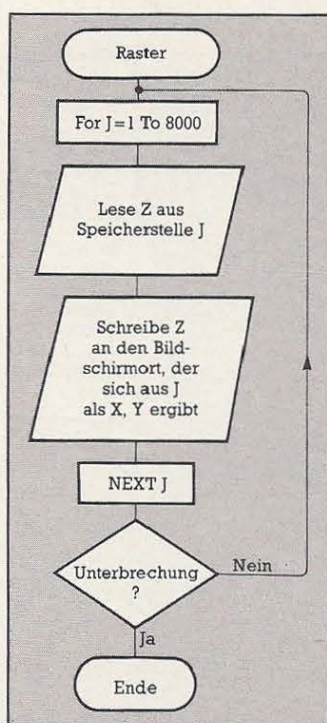 Raster
For J=1 To 8000
Lese Z aus
Speicherstelle J
Schreibe Z
an den Bild-
schirmort, der
sich aus J
als X, Y ergibt
NEXT J
Unterbrechung
?
Nein
Ja
Ende